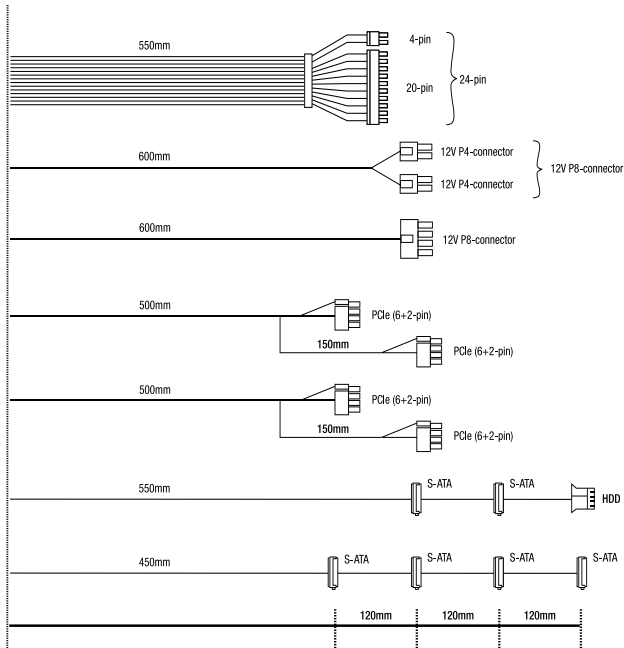 550mm
4-pin
20-pin
24-pin
600mm
12V P4-connector
12V P4-connector
12V P8-connector
600mm
12V P8-connector
500mm
PCIe (6+2-pin)
150mm
PCIe (6+2-pin)
500mm
PCIe (6+2-pin)
150mm
PCIe (6+2-pin)
550mm
S-ATA
S-ATA
HDD
450mm
S-ATA
S-ATA
S-ATA
S-ATA
120mm
120mm
120mm